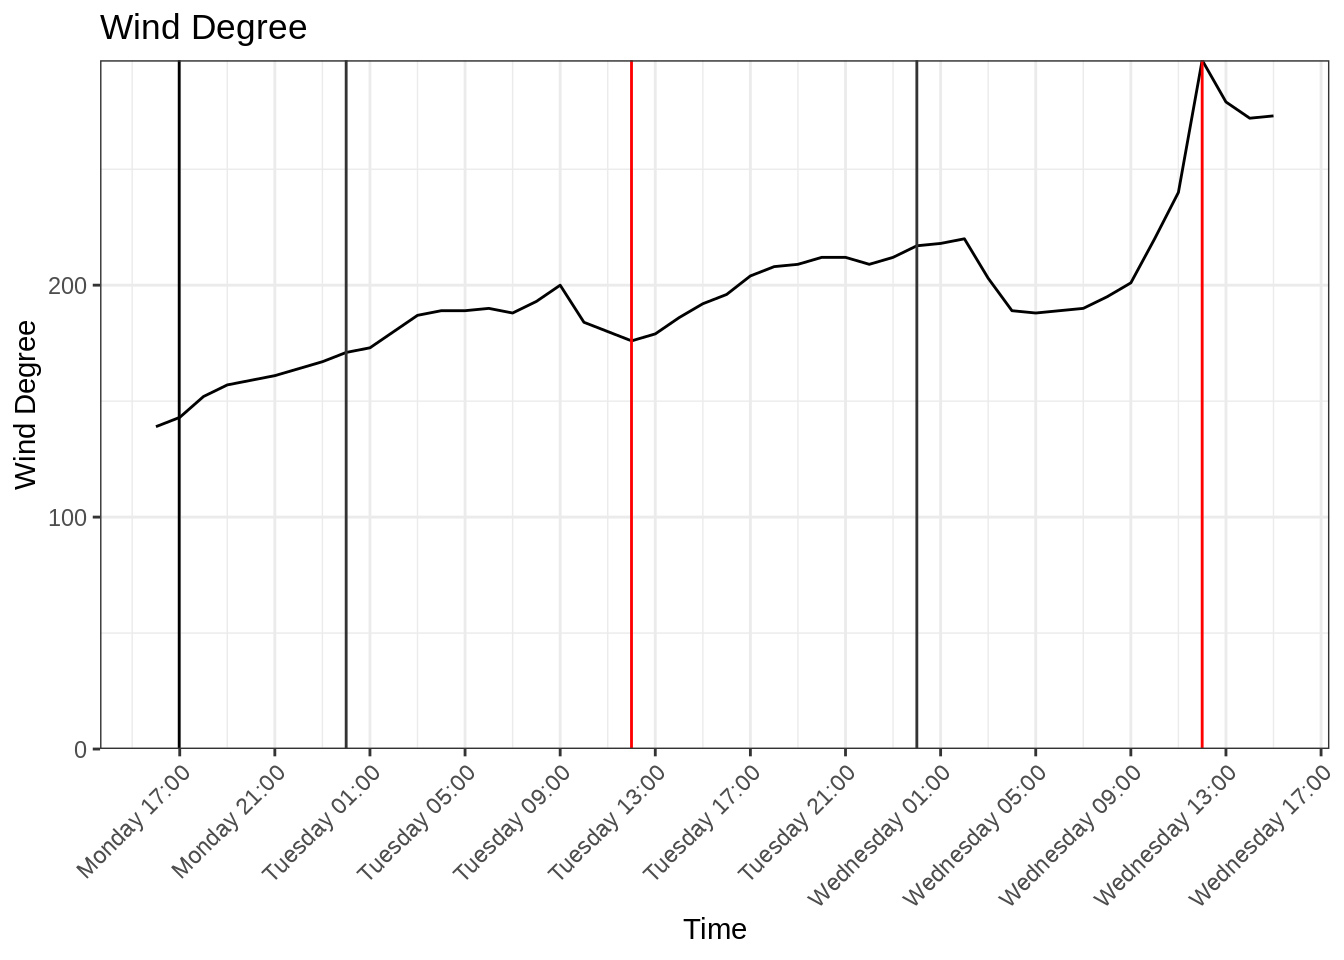 Wind Degree
Wind Degree
200
100
0
Monday 17:00
Monday 21:00
Tuesday 01:00
Tuesday 05:00
Tuesday 09:00
Tuesday 13:00
Tuesday 17:00
Tuesday 21:00
Wednesday 01:00
Wednesday 05:00
Wednesday 09:00
Wednesday 13:00
Wednesday 17:00
Time